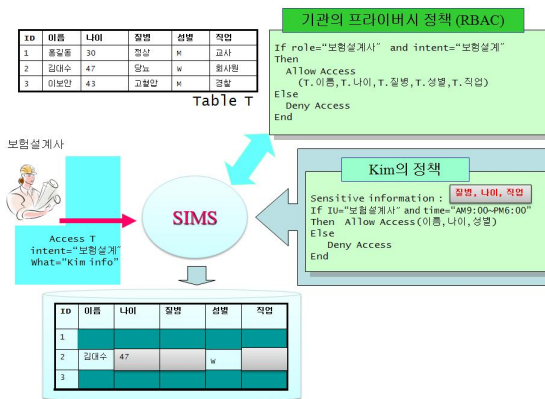 기관의 프라이버시 정책 (RBAC)
ID 이름 나이 질병 성별 직업
1 홍길동 30 정상 M 교사
2 김대수 47 당뇨 W 회사원
3 이보안 43 고혈압 M 경찰
Table T
If role="보험설계사" and intent="보험설계"
Then
Allow Access
(T.이름,T.나이,T.질병,T.성별,T.직업)
Else
Deny Access
End
보험설계사
SIMS
Access T
intent="보험설계"
What="Kim info"
Kim의 정책
Sensitive information : 질병, 나이, 직업
If IU="보험설계사" and time="AM9:00~PM6:00"
Then Allow Access(이름,나이,성별)
Else
Deny Access
End
ID 이름 나이 질병 성별 직업
1
2 김대수 47 W
3